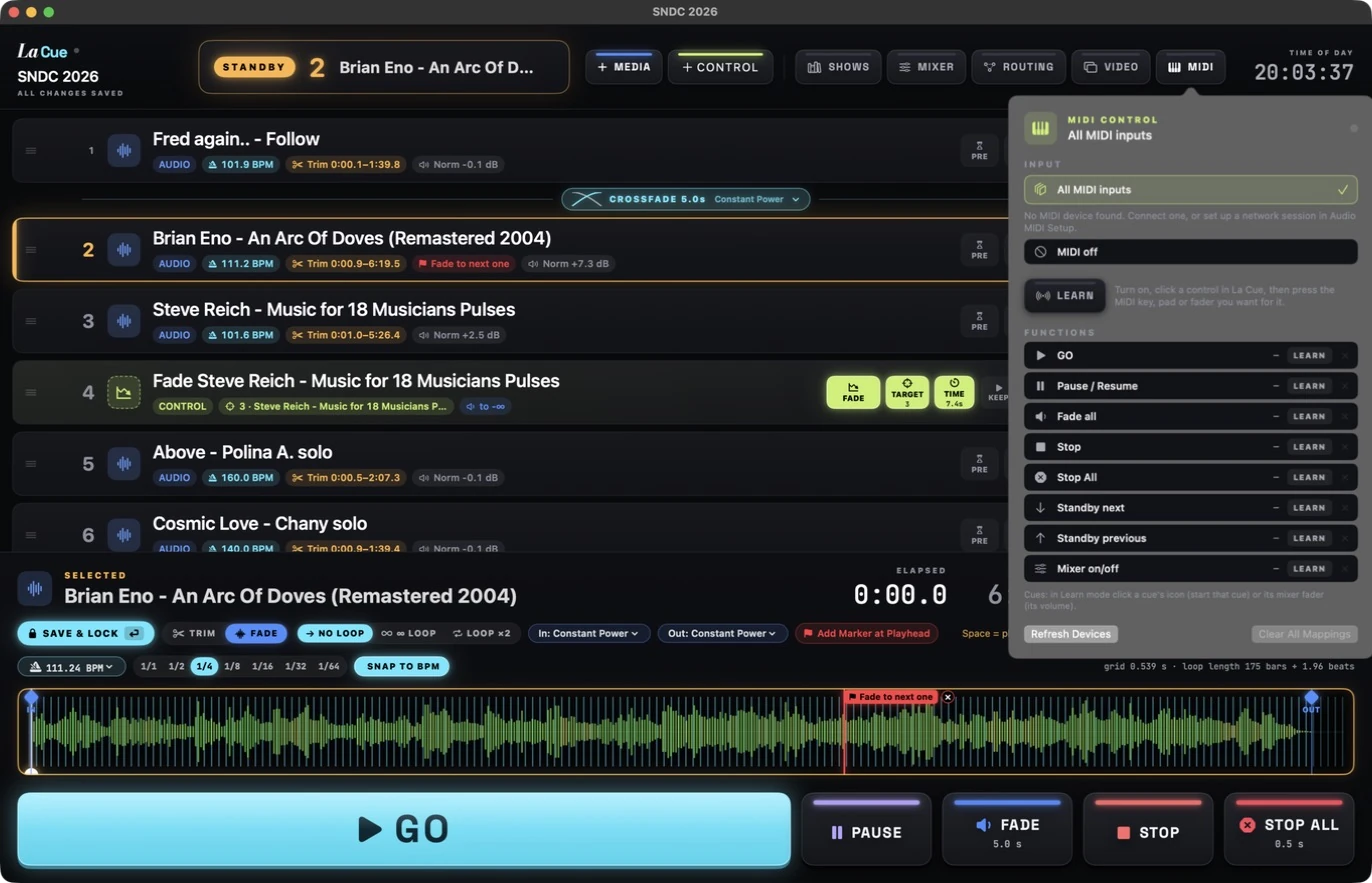 SNDC 2026
La Cue
SNDC 2026
ALL CHANGES SAVED
STANDBY 2 Brian Eno - An Arc Of D...
+ MEDIA
+ CONTROL
SHOWS
MIXER
ROUTING
VIDEO
MIDI
TIME OF DAY
20:03:37
1 Fred again.. - Follow
AUDIO 101.9 BPM Trim 0:00.1–1:39.8 Norm -0.1 dB
PRE
CROSSFADE 5.0s Constant Power
2 Brian Eno - An Arc Of Doves (Remastered 2004)
AUDIO 111.2 BPM Trim 0:00.9–6:19.5 Fade to next one Norm +7.3 dB
PRE
3 Steve Reich - Music for 18 Musicians Pulses
AUDIO 101.6 BPM Trim 0:01.0–5:26.4 Norm +2.5 dB
PRE
4 Fade Steve Reich - Music for 18 Musicians Pulses
CONTROL 3 · Steve Reich - Music for 18 Musicians P... to -∞
FADE
TARGET
3
TIME
7.4s
KEEP
5 Above - Polina A. solo
AUDIO 160.0 BPM Trim 0:00.5–2:07.3 Norm -0.1 dB
PRE
6 Cosmic Love - Chany solo
AUDIO 140.0 BPM Trim 0:00.9–1:39.4 Norm -0.1 dB
PRE
MIDI CONTROL
All MIDI inputs
INPUT
All MIDI inputs
No MIDI device found. Connect one, or set up a network session in Audio
MIDI Setup.
MIDI off
LEARN
Turn on, click a control in La Cue, then press the
MIDI key, pad or fader you want for it.
FUNCTIONS
GO – LEARN
Pause / Resume – LEARN
Fade all – LEARN
Stop – LEARN
Stop All – LEARN
Standby next – LEARN
Standby previous – LEARN
Mixer on/off – LEARN
Cues: in Learn mode click a cue's icon (start that cue) or its mixer fader
(its volume).
Refresh Devices
Clear All Mappings
SELECTED
Brian Eno - An Arc Of Doves (Remastered 2004)
ELAPSED
0:00.0
6
SAVE & LOCK
TRIM
FADE
NO LOOP
∞ LOOP
LOOP ×2
In: Constant Power
Out: Constant Power
Add Marker at Playhead
Space = p
111.24 BPM
1/1 1/2 1/4 1/8 1/16 1/32 1/64
SNAP TO BPM
grid 0.539 s · loop length 175 bars + 1.96 beats
Fade to next one
OUT
GO
PAUSE
FADE
5.0 s
STOP
STOP ALL
0.5 s